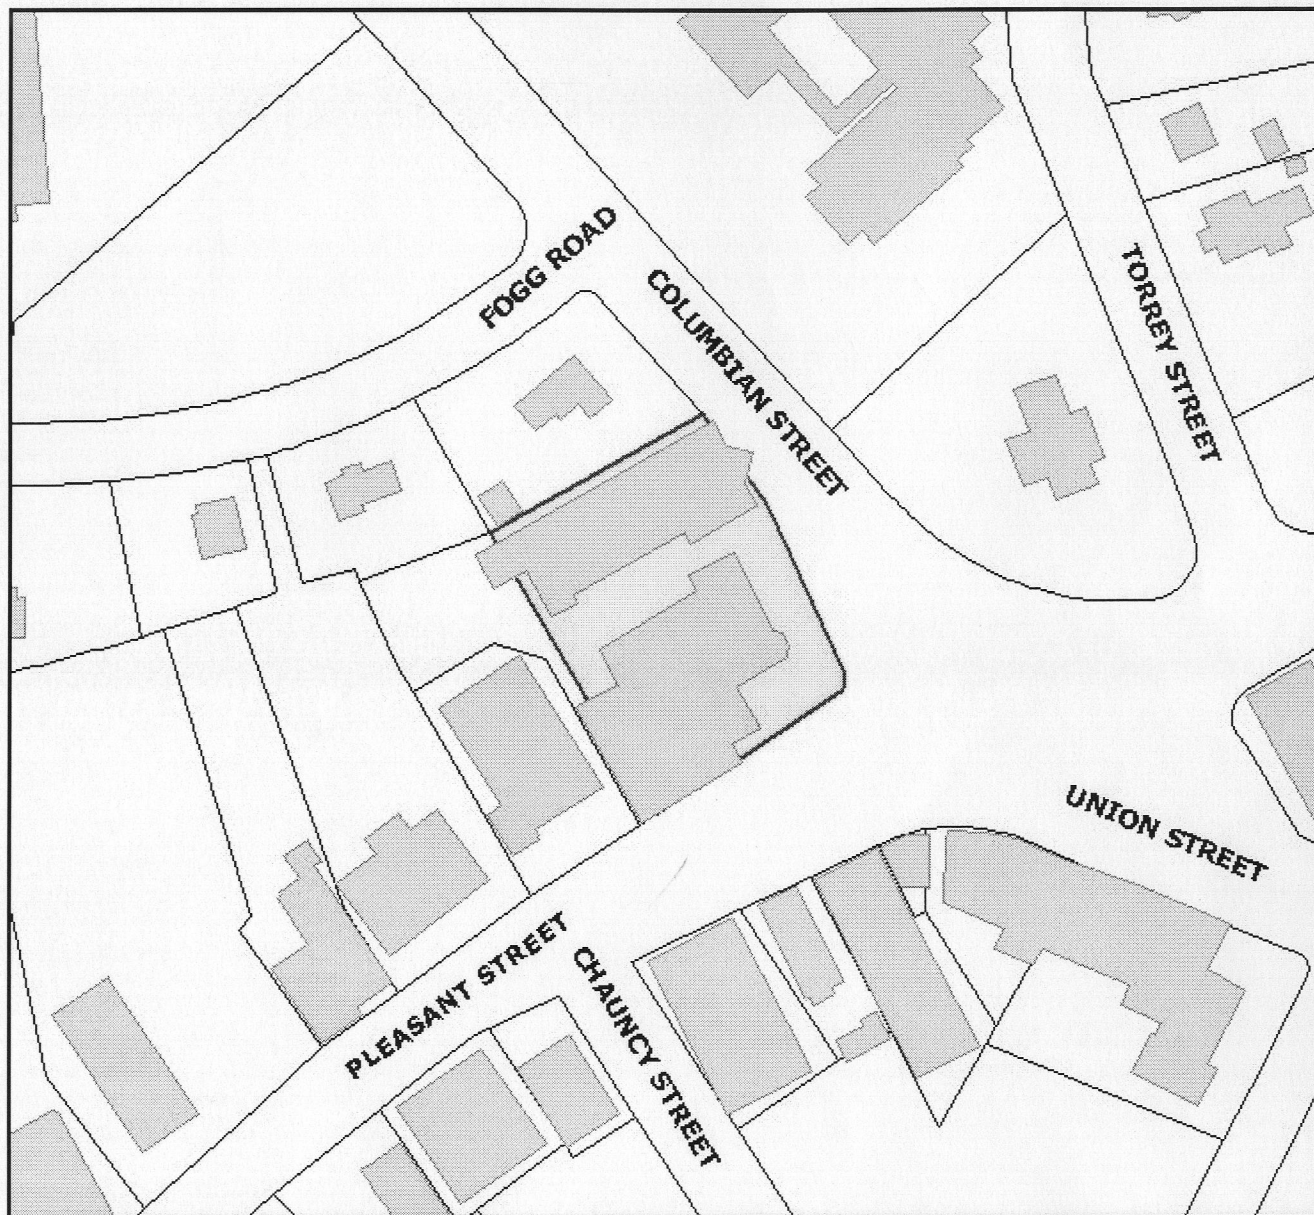 FOGG ROAD
COLUMBIAN STREET
TORREY STREET
UNION STREET
PLEASANT STREET
CHAUNCY STREET